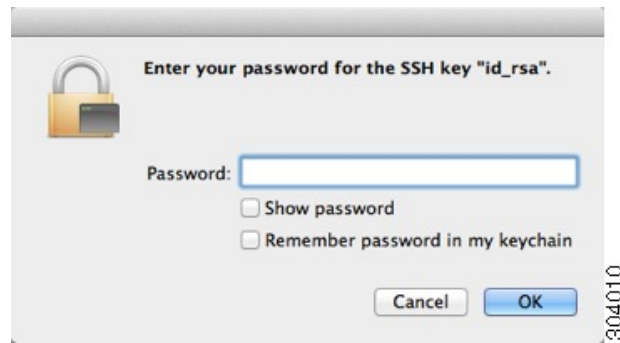 Enter your password for the SSH key "id_rsa".
Password:
Show password
Remember password in my keychain
Cancel
OK
304010